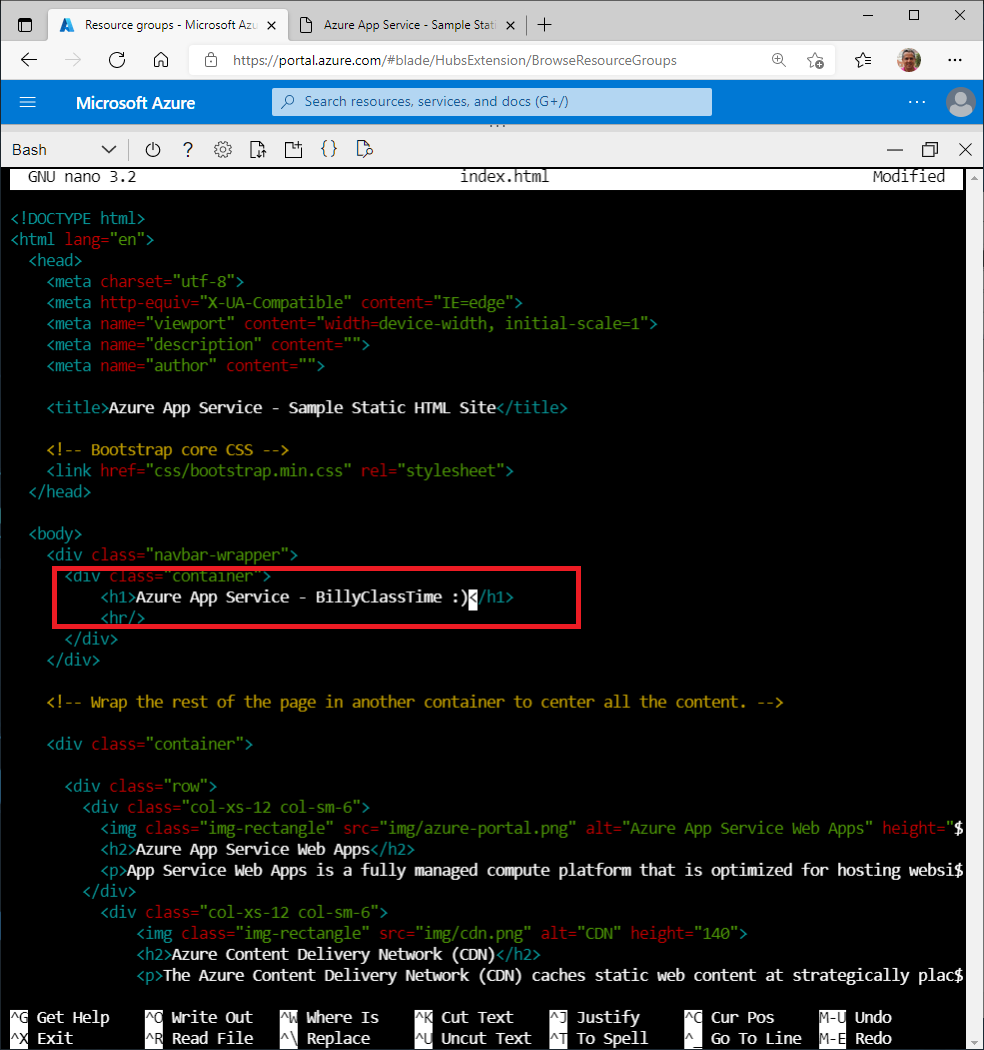 Resource groups - Microsoft Azu
Azure App Service - Sample Stati
https://portal.azure.com/#blade/HubsExtension/BrowseResourceGroups
Microsoft Azure
Search resources, services, and docs (G+/)
Bash
GNU nano 3.2 index.html Modified
<!DOCTYPE html>
<html lang="en">
<head>
<meta charset="utf-8">
<meta http-equiv="X-UA-Compatible" content="IE=edge">
<meta name="viewport" content="width=device-width, initial-scale=1">
<meta name="description" content="">
<meta name="author" content="">
<title>Azure App Service - Sample Static HTML Site</title>
<!-- Bootstrap core CSS -->
<link href="css/bootstrap.min.css" rel="stylesheet">
</head>
<body>
<div class="navbar-wrapper">
<div class="container">
<h1>Azure App Service - BillyClassTime :)</h1>
<hr/>
</div>
</div>
<!-- Wrap the rest of the page in another container to center all the content. -->
<div class="container">
<div class="row">
<div class="col-xs-12 col-sm-6">
<img class="img-rectangle" src="img/azure-portal.png" alt="Azure App Service Web Apps" height="$
<h2>Azure App Service Web Apps</h2>
<p>App Service Web Apps is a fully managed compute platform that is optimized for hosting websi$
</div>
<div class="col-xs-12 col-sm-6">
<img class="img-rectangle" src="img/cdn.png" alt="CDN" height="140">
<h2>Azure Content Delivery Network (CDN)</h2>
<p>The Azure Content Delivery Network (CDN) caches static web content at strategically plac$
^G Get Help ^O Write Out ^W Where Is ^K Cut Text ^J Justify ^C Cur Pos M-U Undo
^X Exit ^R Read File ^\ Replace ^U Uncut Text ^T To Spell ^_ Go To Line M-E Redo